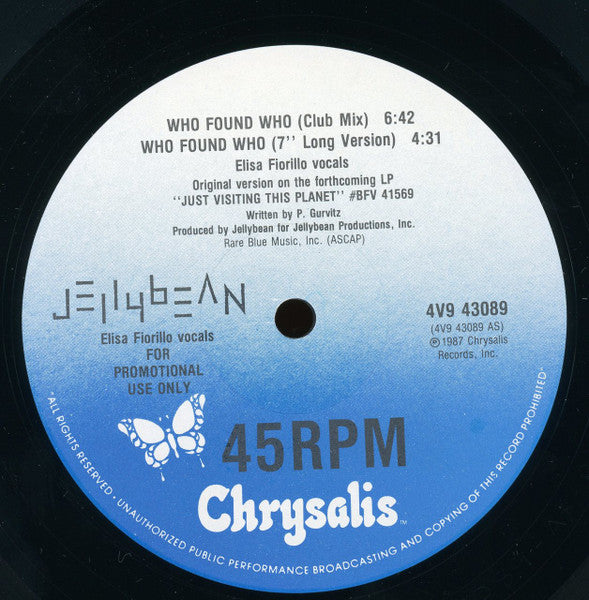 WHO FOUND WHO (Club Mix) 6:42
WHO FOUND WHO (7'' Long Version) 4:31
Elisa Fiorillo vocals
Original version on the forthcoming LP
"JUST VISITING THIS PLANET" #BFV 41569
Written by P. Gurvitz
Produced by Jellybean for Jellybean Productions, Inc.
Rare Blue Music, Inc. (ASCAP)
JEllybEAN
Elisa Fiorillo vocals
FOR
PROMOTIONAL
USE ONLY
4V9 43089
(4V9 43089 AS)
℗1987 Chrysalis
Records, Inc.
45RPM
Chrysalis™
"ALL RIGHTS RESERVED • UNAUTHORIZED PUBLIC PERFORMANCE BROADCASTING AND COPYING OF THIS RECORD PROHIBITED"